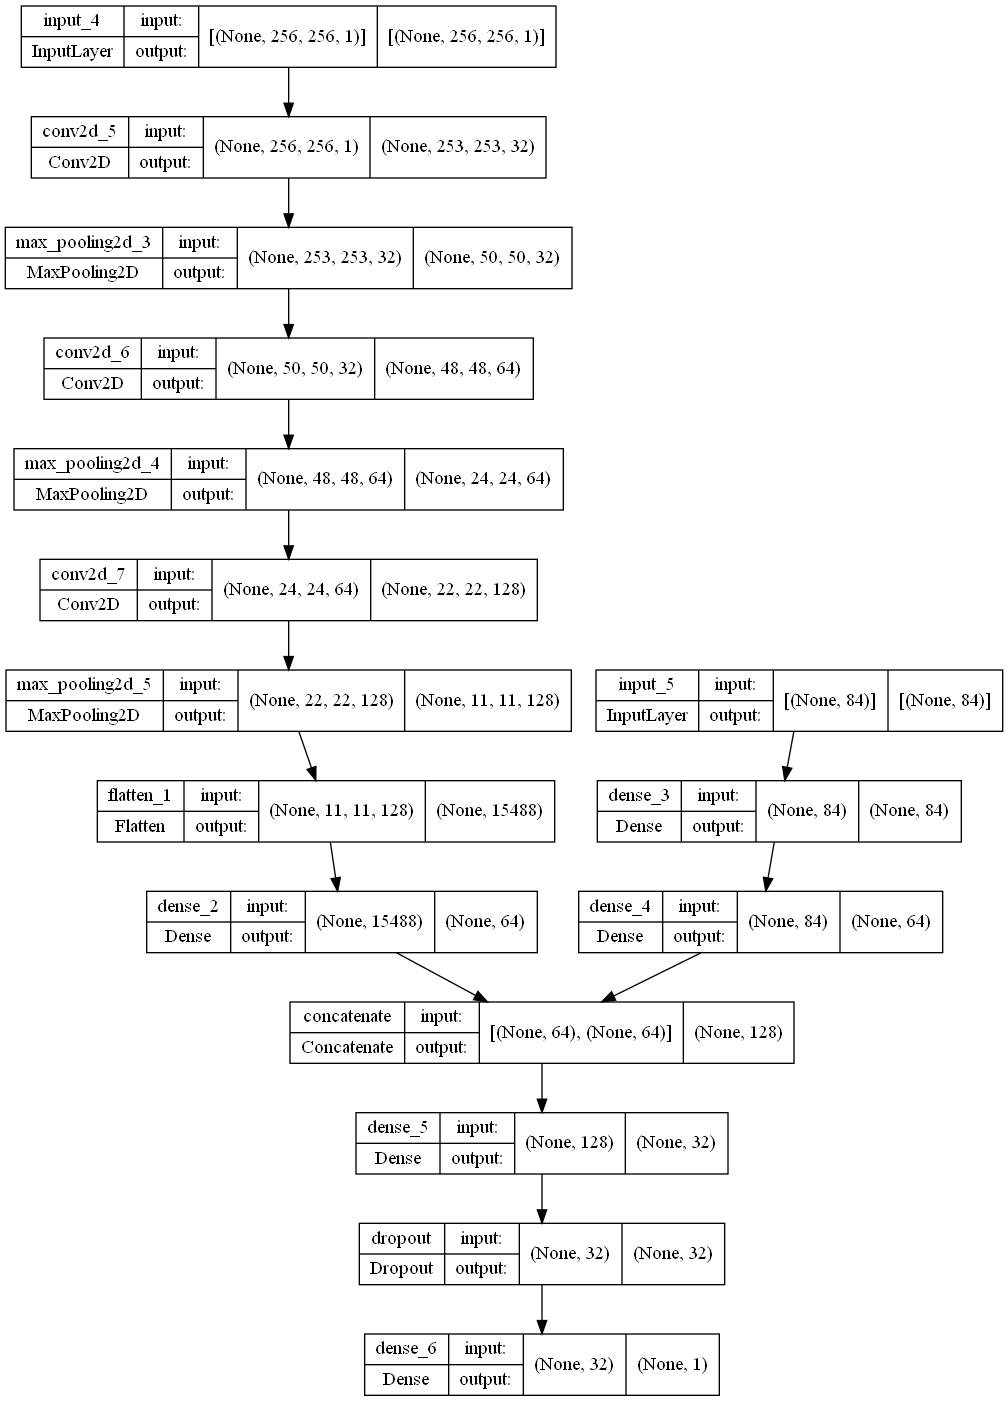 input_4 input: [(None, 256, 256, 1)] [(None, 256, 256, 1)]
InputLayer output:
conv2d_5 input: (None, 256, 256, 1) (None, 253, 253, 32)
Conv2D output:
max_pooling2d_3 input: (None, 253, 253, 32) (None, 50, 50, 32)
MaxPooling2D output:
conv2d_6 input: (None, 50, 50, 32) (None, 48, 48, 64)
Conv2D output:
max_pooling2d_4 input: (None, 48, 48, 64) (None, 24, 24, 64)
MaxPooling2D output:
conv2d_7 input: (None, 24, 24, 64) (None, 22, 22, 128)
Conv2D output:
max_pooling2d_5 input: (None, 22, 22, 128) (None, 11, 11, 128)
MaxPooling2D output:
input_5 input: [(None, 84)] [(None, 84)]
InputLayer output:
flatten_1 input: (None, 11, 11, 128) (None, 15488)
Flatten output:
dense_3 input: (None, 84) (None, 84)
Dense output:
dense_2 input: (None, 15488) (None, 64)
Dense output:
dense_4 input: (None, 84) (None, 64)
Dense output:
concatenate input: [(None, 64), (None, 64)] (None, 128)
Concatenate output:
dense_5 input: (None, 128) (None, 32)
Dense output:
dropout input: (None, 32) (None, 32)
Dropout output:
dense_6 input: (None, 32) (None, 1)
Dense output: